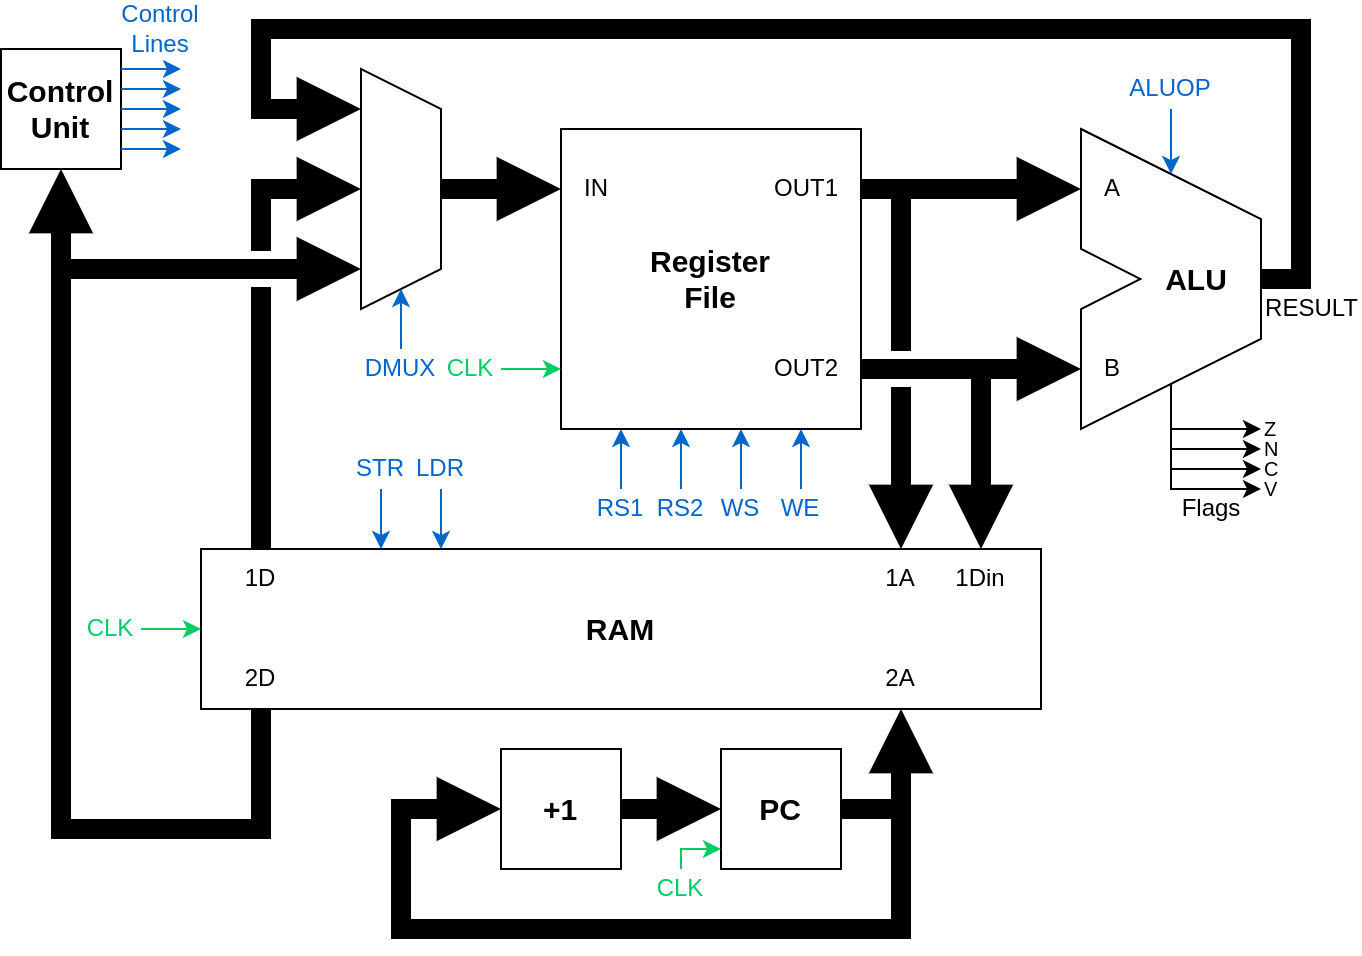 Control
Lines
Control
Unit
ALUOP
IN
OUT1
A
Register
File
ALU
RESULT
DMUX
CLK
OUT2
B
Z
N
C
V
Flags
STR
LDR
RS1
RS2
WS
WE
1D
1A
1Din
CLK
RAM
2D
2A
+1
PC
CLK